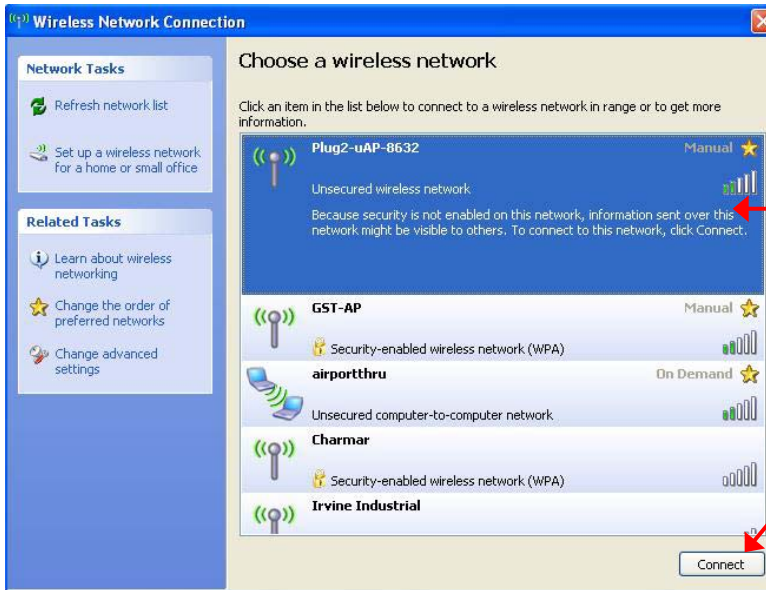 Wireless Network Connection
Network Tasks
Refresh network list
Set up a wireless network
for a home or small office
Related Tasks
Learn about wireless
networking
Change the order of
preferred networks
Change advanced
settings
Choose a wireless network
Click an item in the list below to connect to a wireless network in range or to get more
information.
Plug2-uAP-8632 Manual
Unsecured wireless network
Because security is not enabled on this network, information sent over this
network might be visible to others. To connect to this network, click Connect.
GST-AP Manual
Security-enabled wireless network (WPA)
airportthru On Demand
Unsecured computer-to-computer network
Charmar
Security-enabled wireless network (WPA)
Irvine Industrial
Connect